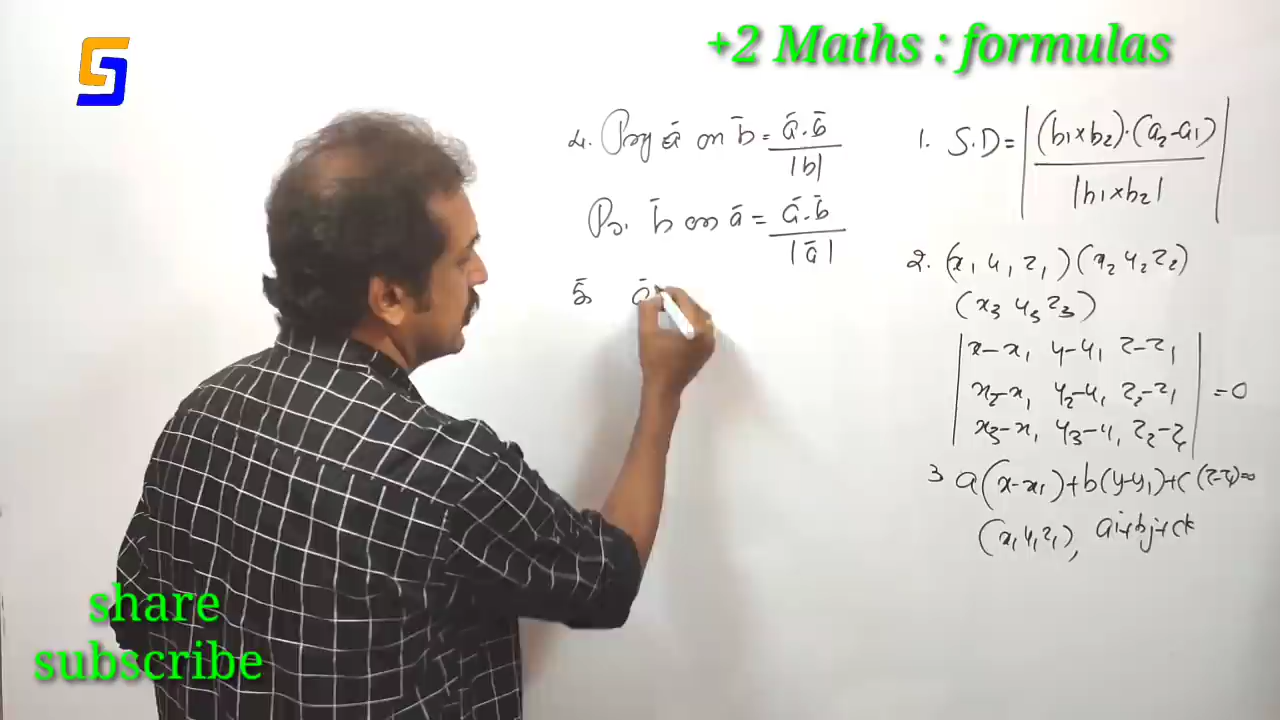 +2 Maths : formulas
4. Proj ā on b̄ = ā.b̄ / |b|
Pr. b̄ on ā = ā.b̄ / |ā|
5. ā
1. S.D = | (b₁×b₂)·(a₂−a₁) / |b₁×b₂| |
2. (x₁ y₁ z₁) (x₂ y₂ z₂)
(x₃ y₃ z₃)
| x−x₁ y−y₁ z−z₁ |
| x₂−x₁ y₂−y₁ z₂−z₁ | = 0
| x₃−x₁ y₃−y₁ z₂−z₁ |
3 a(x−x₁)+b(y−y₁)+c(z−z₁)=0
(x₁ y₁ z₁), ai+bj+ck
share
subscribe